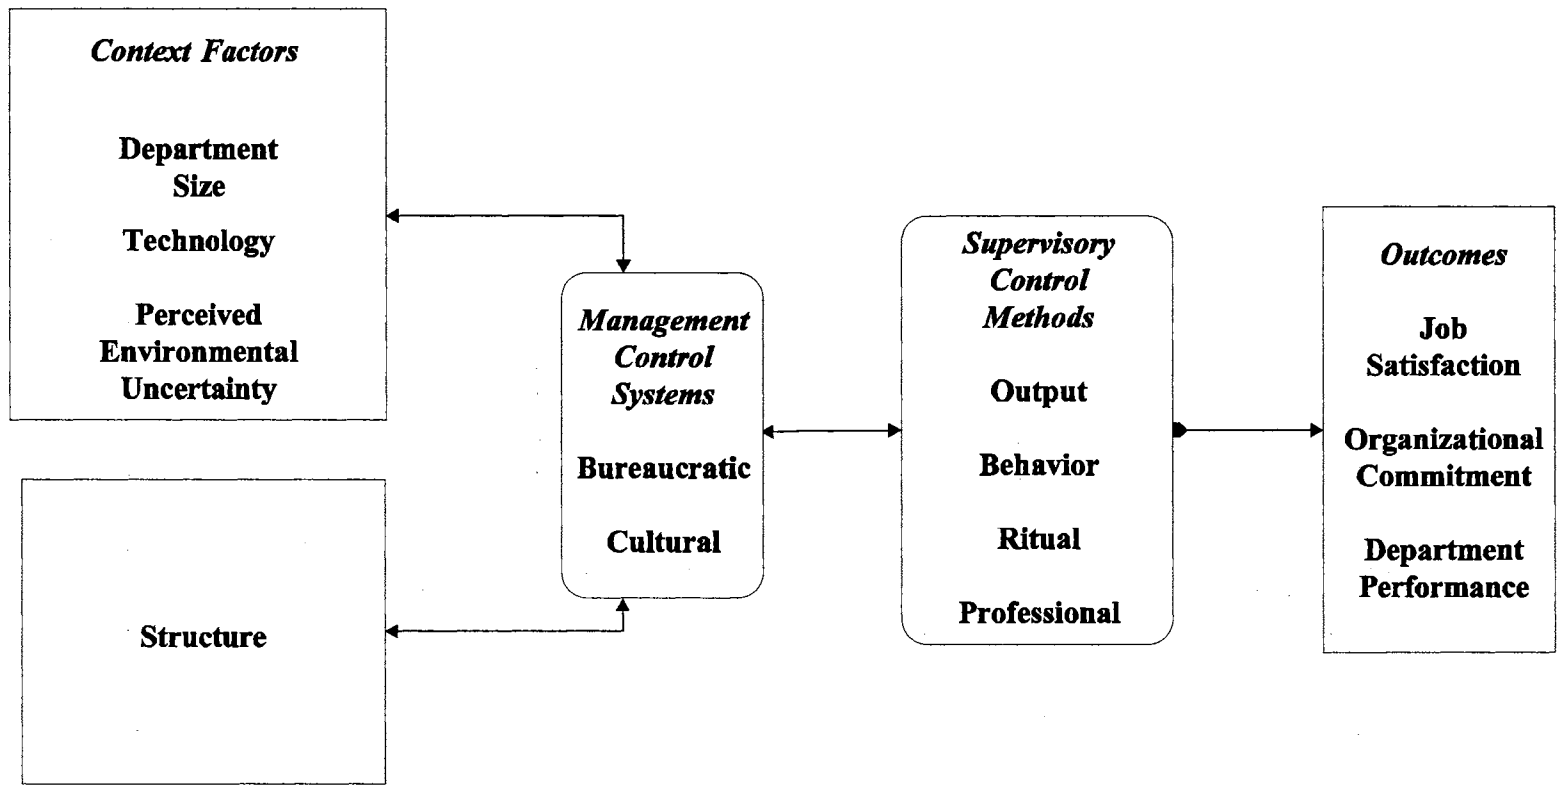 Context Factors
Department
Size
Technology
Perceived
Environmental
Uncertainty
Structure
Management
Control
Systems
Bureaucratic
Cultural
Supervisory
Control
Methods
Output
Behavior
Ritual
Professional
Outcomes
Job
Satisfaction
Organizational
Commitment
Department
Performance